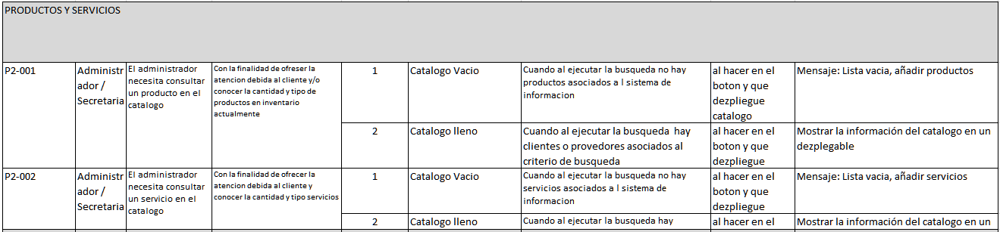 PRODUCTOS Y SERVICIOS
P2-001
Administr
ador /
Secretaria
El administrador
necesita consultar
un producto en el
catalogo
Con la finalidad de ofreser la
atencion debida al cliente y/o
conocer la cantidad y tipo de
productos en inventario
actualmente
1
Catalogo Vacio
Cuando al ejecutar la busqueda no hay
productos asociados a l sistema de
informacion
al hacer en el
boton y que
dezpliegue
catalogo
Mensaje: Lista vacia, añadir productos
2
Catalogo lleno
Cuando al ejecutar la busqueda hay
clientes o provedores asociados al
criterio de busqueda
al hacer en el
boton y que
dezpliegue
Mostrar la información del catalogo en un
dezplegable
P2-002
Administr
ador /
Secretaria
El administrador
necesita consultar
un servicio en el
catalogo
Con la finalidad de ofrecer la
atencion debida al cliente y
conocer la cantidad y tipo servicios
1
Catalogo Vacio
Cuando al ejecutar la busqueda no hay
servicios asociados a l sistema de
informacion
al hacer en el
boton y que
dezpliegue
Mensaje: Lista vacia, añadir servicios
2
Catalogo lleno
Cuando al ejecutar la busqueda hay
al hacer en el
Mostrar la información del catalogo en un